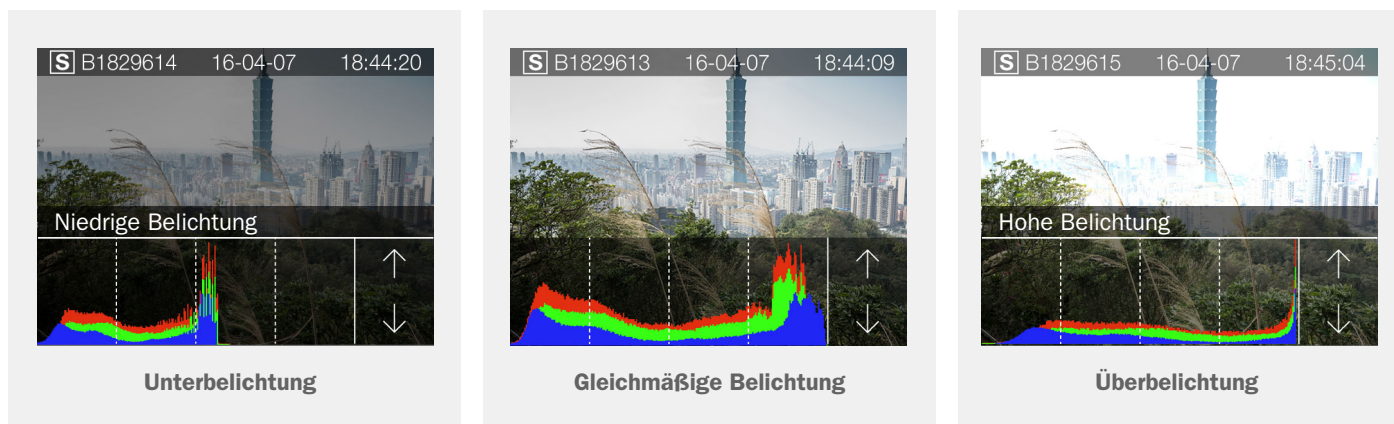 S B1829614 16-04-07 18:44:20
Niedrige Belichtung
Unterbelichtung
S B1829613 16-04-07 18:44:09
Gleichmäßige Belichtung
S B1829615 16-04-07 18:45:04
Hohe Belichtung
Überbelichtung